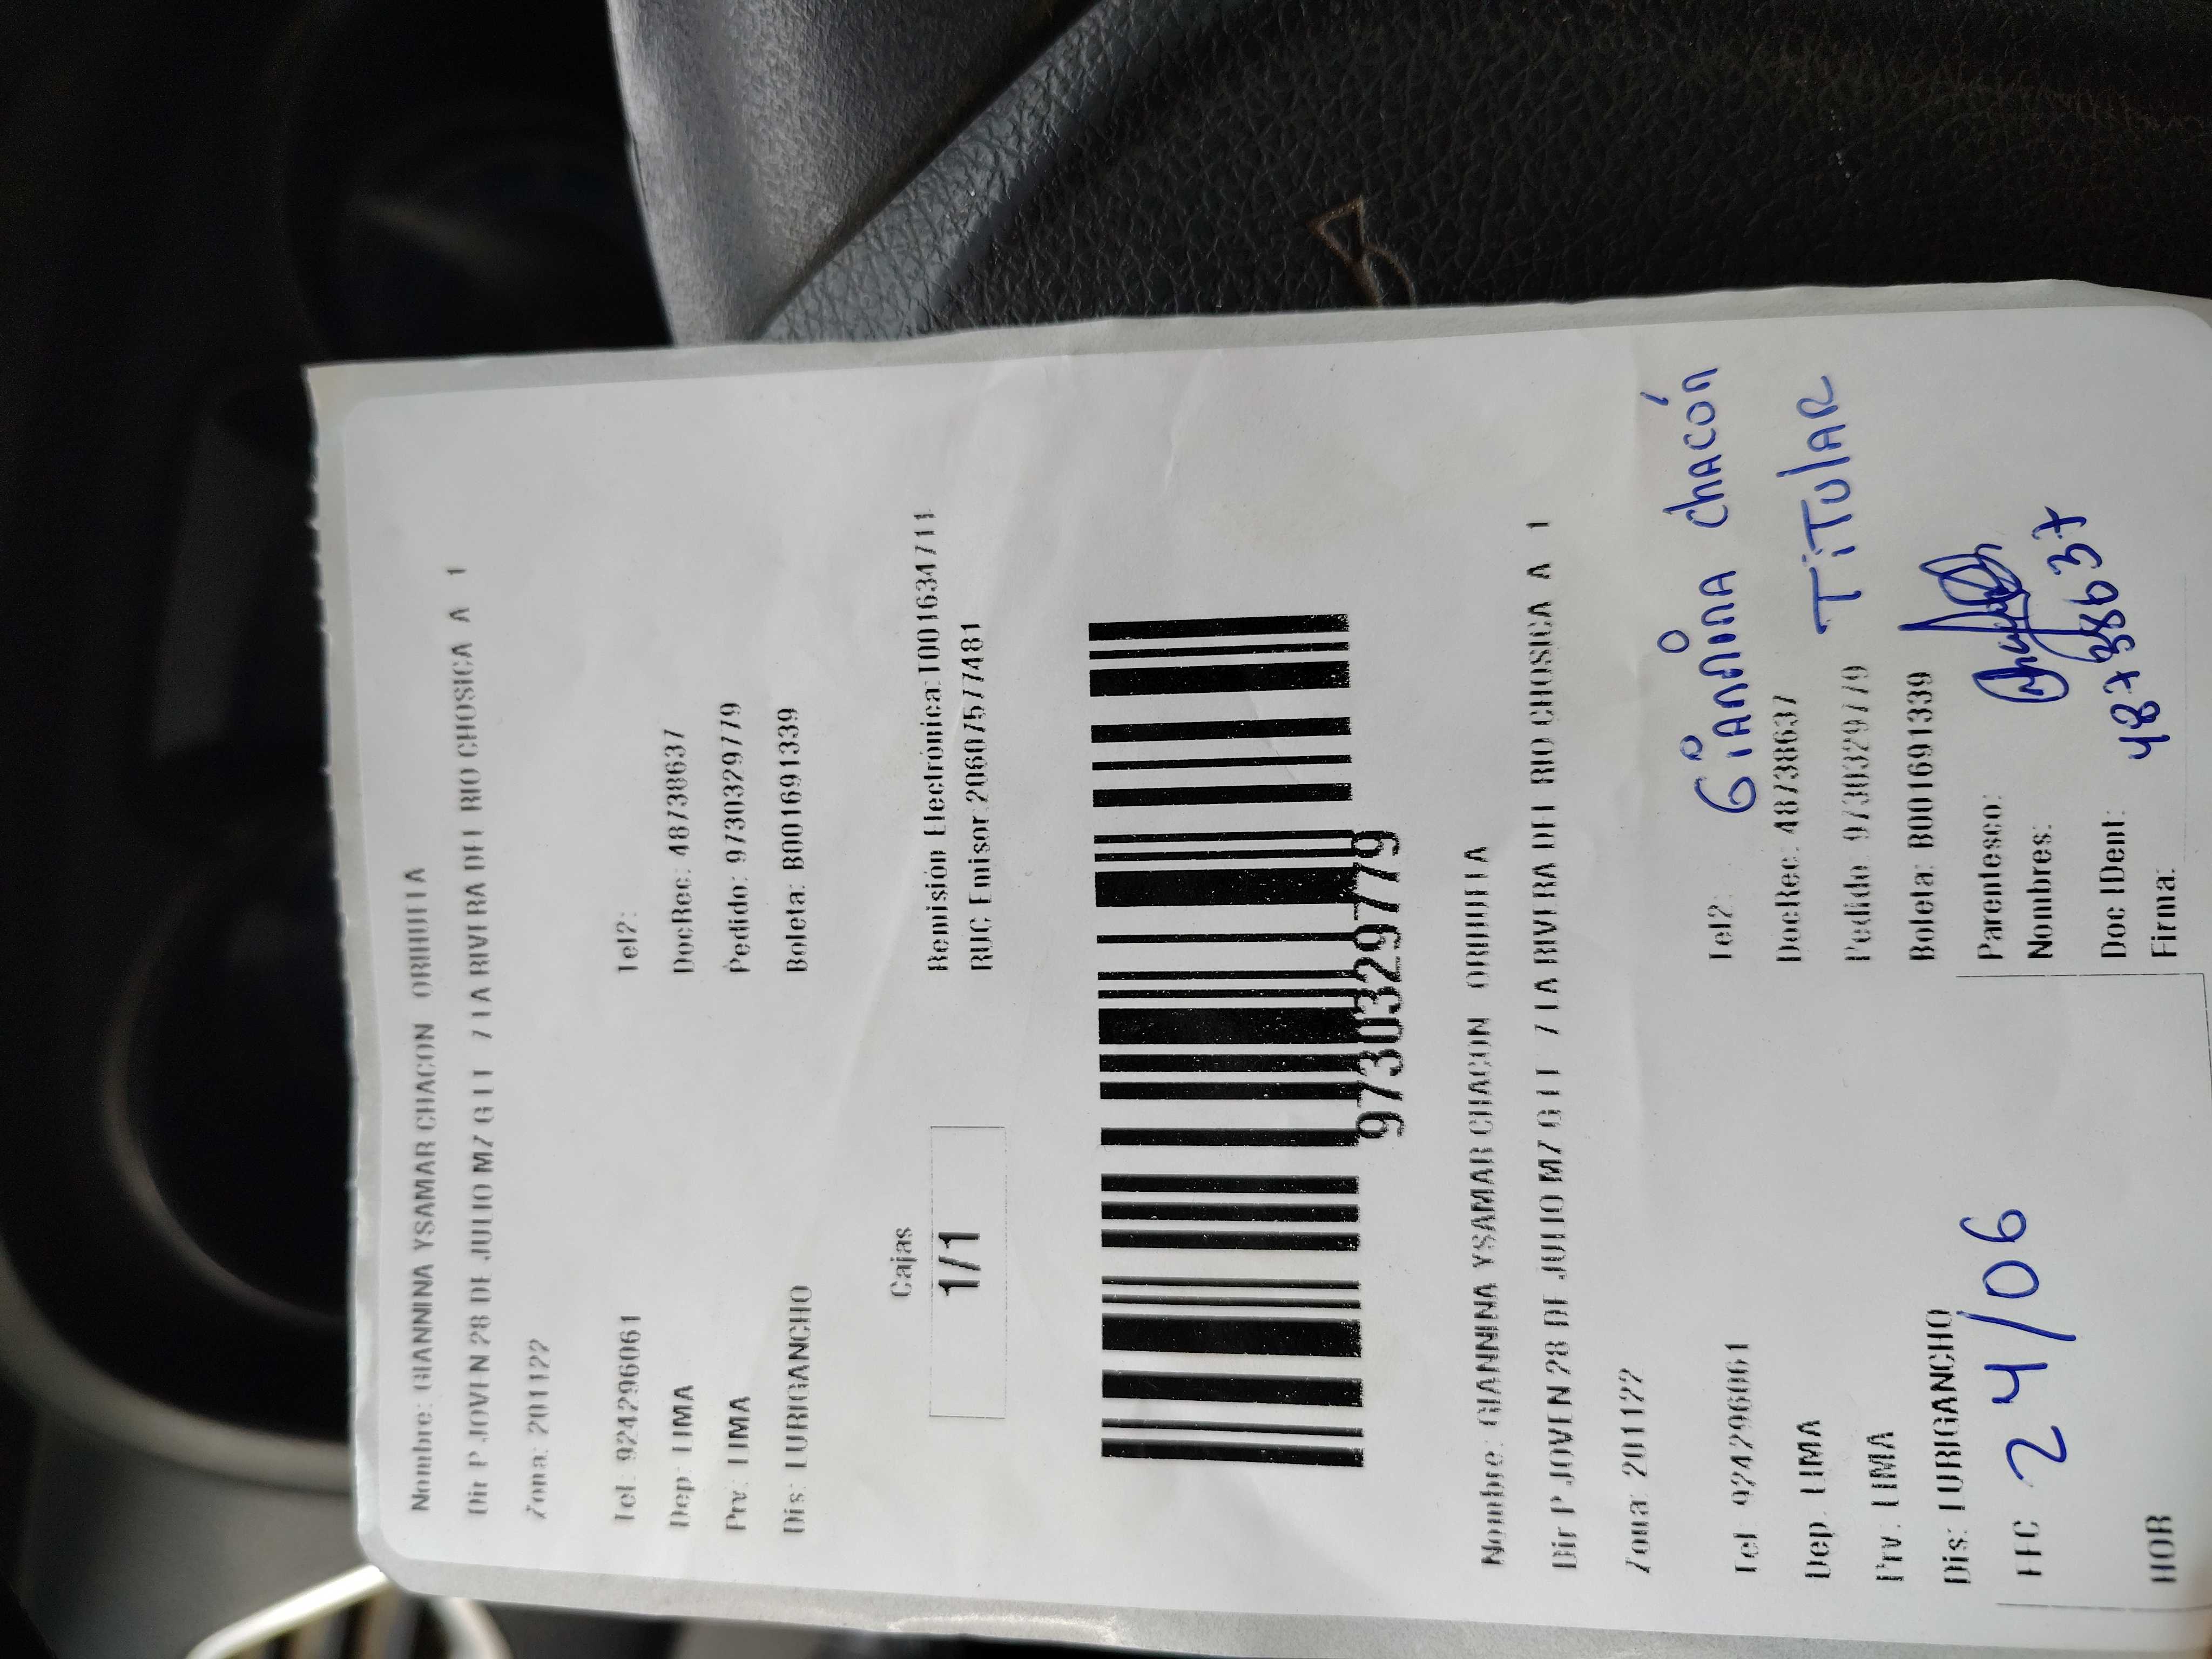 Nombre: GIANNINA YSAMAR CHACON ORIHUELA
Dir P JOVEN 28 DE JULIO MZ G LT 7 LA RIVERA DEL RIO CHOSICA A 1
Zona: 201122
Tel: 924296061 Tel2:
Dep: LIMA DocRec: 48738637
Prv: LIMA Pedido: 9730329779
Dis: LURIGANCHO Boleta: B001691339
Cajas Remisión Electrónica: T001634711
1/1 RUC Emisor: 20607577481
9730329779
Nombre: GIANNINA YSAMAR CHACON ORIHUELA
Dir P JOVEN 28 DE JULIO MZ G LT 7 LA RIVERA DEL RIO CHOSICA A 1
Zona: 201122
Tel: 924296061 Tel2: Giannina chacón
Dep: LIMA DocRec: 48738637
Prv: LIMA Pedido: 9730329779 TiTulAR
Dis: LURIGANCHO Boleta: B001691339
FEC 24/06 Parentesco:
Nombres:
Doc IDent: 48738637
HOR Firma: